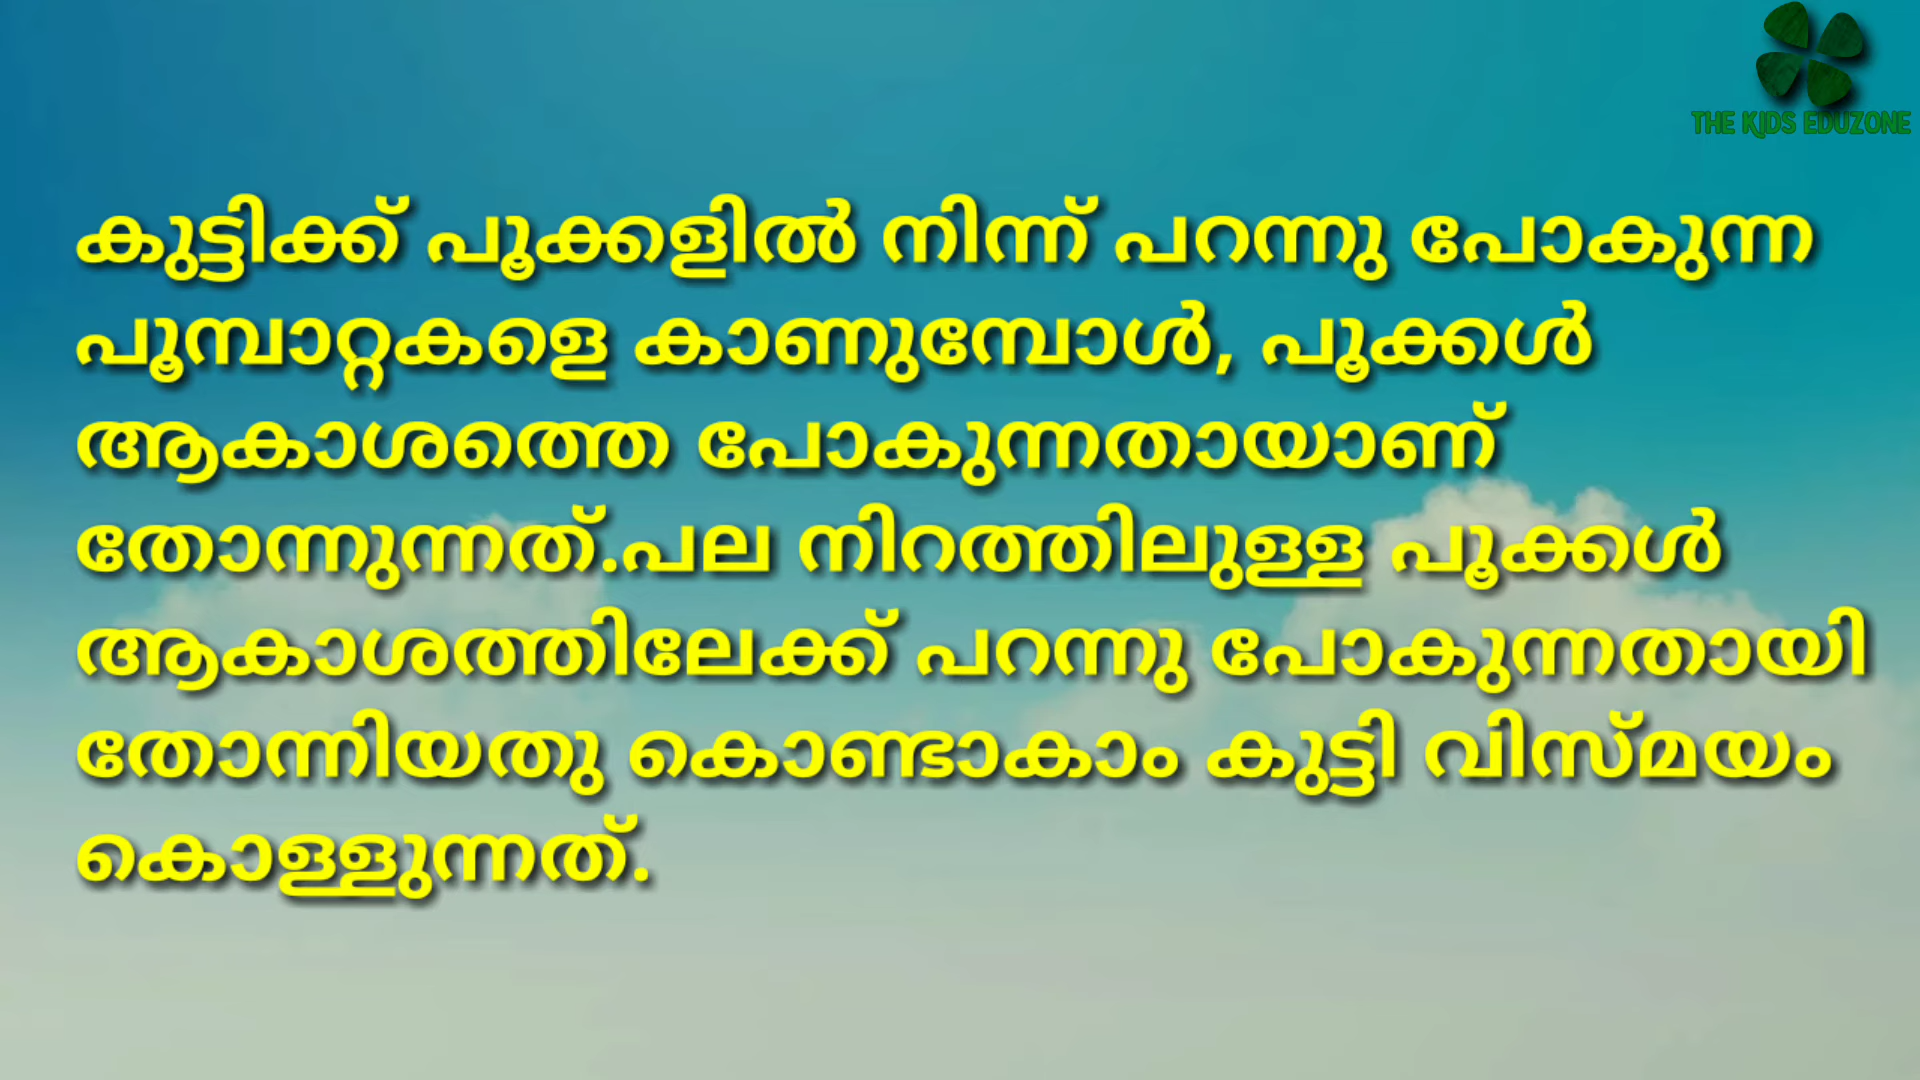 THE KIDS EDUZONE
കുട്ടിക്ക് പൂക്കളിൽ നിന്ന് പറന്നു പോകുന്ന
പൂമ്പാറ്റകളെ കാണുമ്പോൾ, പൂക്കൾ
ആകാശത്തെ പോകുന്നതായാണ്
തോന്നുന്നത്.പല നിറത്തിലുള്ള പൂക്കൾ
ആകാശത്തിലേക്ക് പറന്നു പോകുന്നതായി
തോന്നിയതു കൊണ്ടാകാം കുട്ടി വിസ്മയം
കൊള്ളുന്നത്.